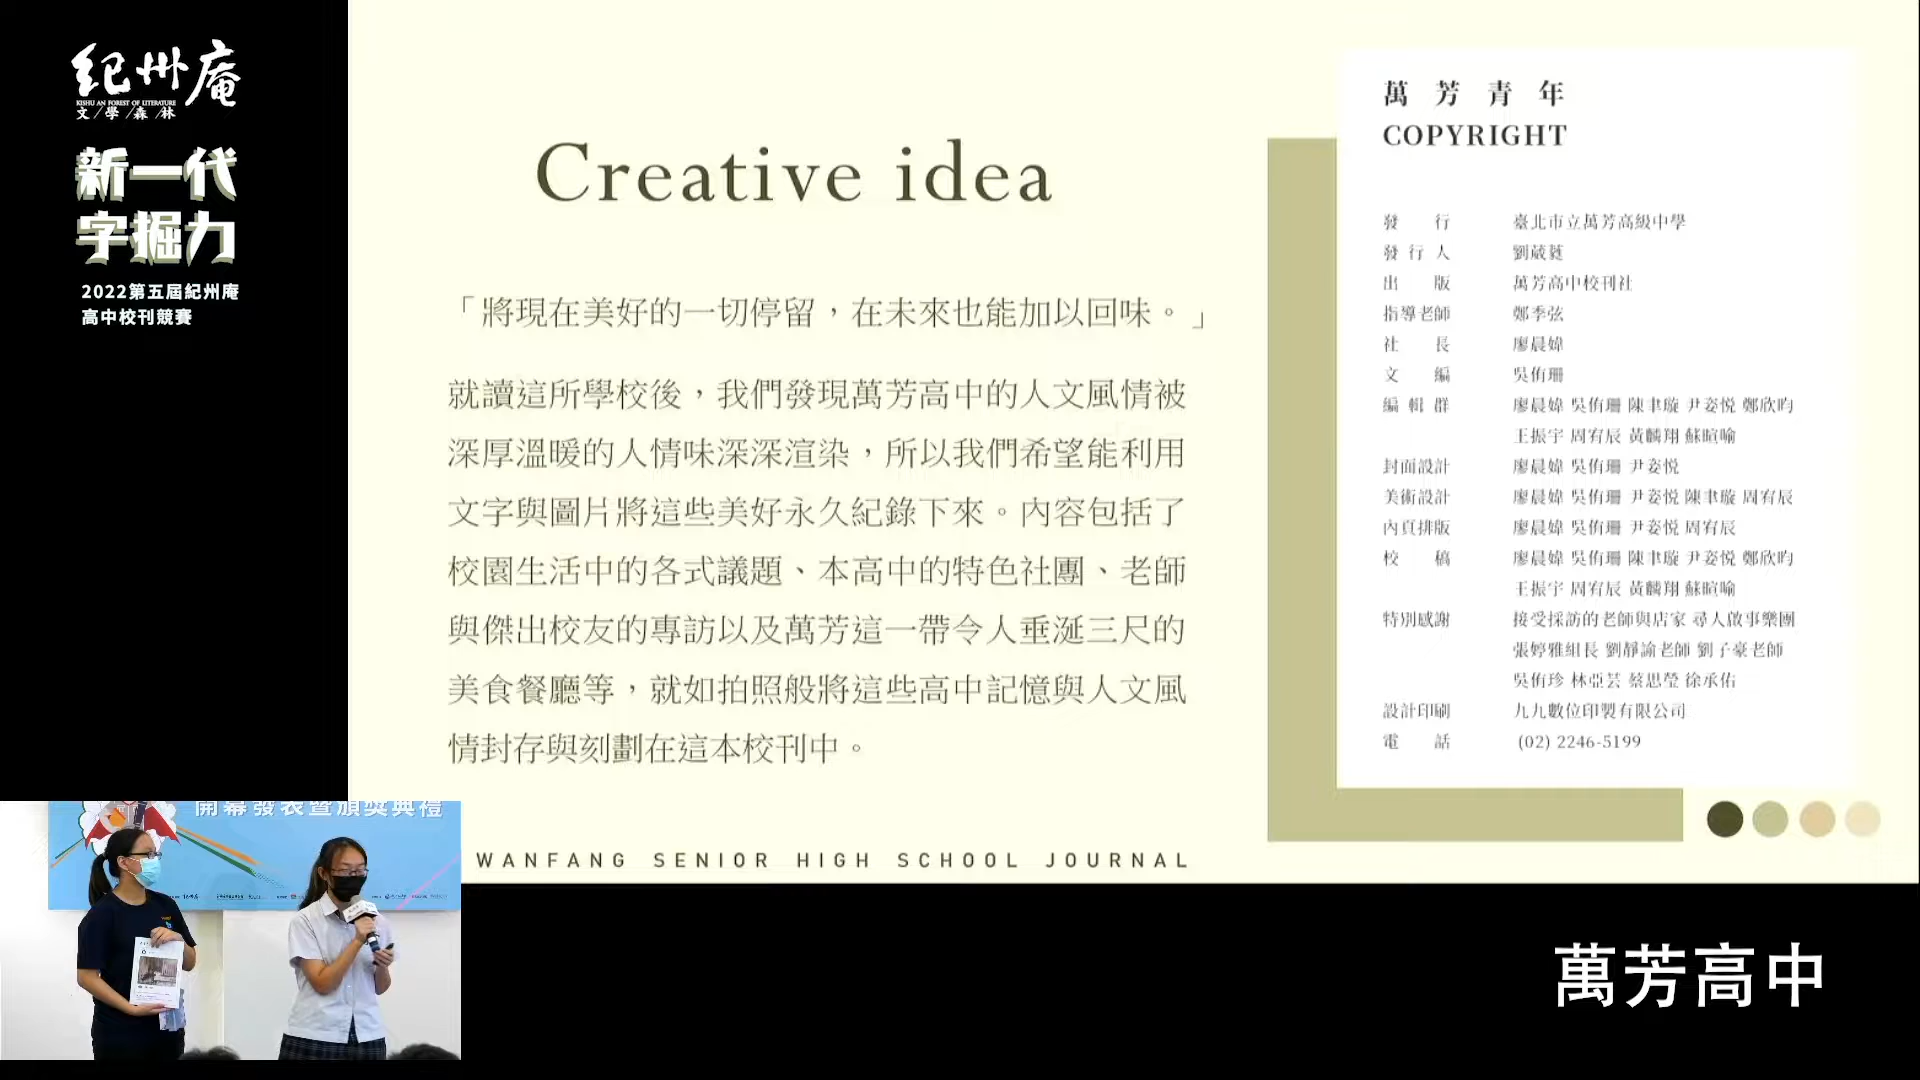 紀州庵
KISHU AN FOREST OF LITERATURE
文/學/森/林
新一代
字掘力
2022第五屆紀州庵
高中校刊競賽
Creative idea
「將現在美好的一切停留，在未來也能加以回味。」
就讀這所學校後，我們發現萬芳高中的人文風情被
深厚溫暖的人情味深深渲染，所以我們希望能利用
文字與圖片將這些美好永久紀錄下來。內容包括了
校園生活中的各式議題、本高中的特色社團、老師
與傑出校友的專訪以及萬芳這一帶令人垂涎三尺的
美食餐廳等，就如拍照般將這些高中記憶與人文風
情封存與刻劃在這本校刊中。
WANFANG SENIOR HIGH SCHOOL JOURNAL
萬芳青年
COPYRIGHT
發行 臺北市立萬芳高級中學
發行人 劉葳蕤
出版 萬芳高中校刊社
指導老師 鄭季弦
社長 廖晨媁
文編 吳侑珊
編輯群 廖晨媁 吳侑珊 陳聿璇 尹姿悅 鄭欣昀
王振宇 周宥辰 黃麟翔 蘇暄喻
封面設計 廖晨媁 吳侑珊 尹姿悅
美術設計 廖晨媁 吳侑珊 尹姿悅 陳聿璇 周宥辰
內頁排版 廖晨媁 吳侑珊 尹姿悅 周宥辰
校稿 廖晨媁 吳侑珊 陳聿璇 尹姿悅 鄭欣昀
王振宇 周宥辰 黃麟翔 蘇暄喻
特別感謝 接受採訪的老師與店家 尋人啟事樂團
張婷雅組長 劉靜諭老師 劉子豪老師
吳侑珍 林亞芸 蔡思瑩 徐承佑
設計印刷 九九數位印製有限公司
電話 (02) 2246-5199
開幕發表暨頒獎典禮
萬芳高中